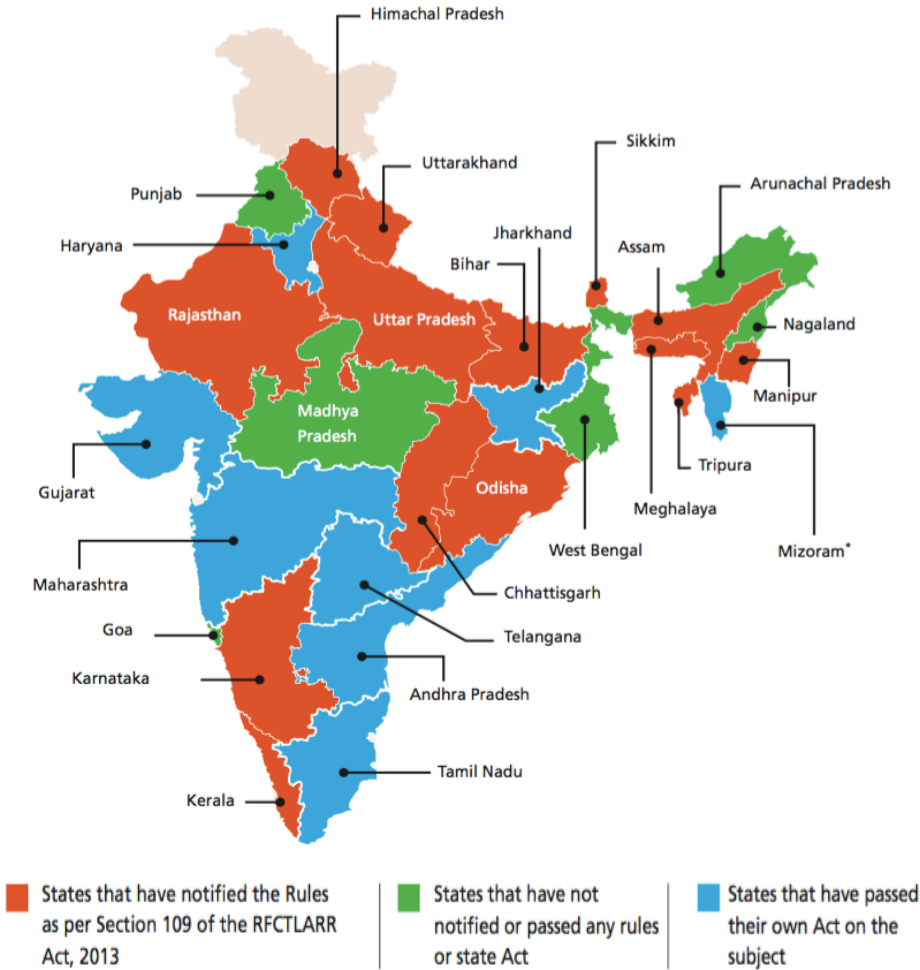 Himachal Pradesh
Sikkim
Uttarakhand
Arunachal Pradesh
Punjab
Jharkhand
Haryana
Assam
Bihar
Rajasthan
Uttar Pradesh
Nagaland
Manipur
Madhya
Pradesh
Tripura
Gujarat
Odisha
Meghalaya
West Bengal
Mizoram*
Maharashtra
Chhattisgarh
Goa
Telangana
Karnataka
Andhra Pradesh
Tamil Nadu
Kerala
States that have notified the Rules
as per Section 109 of the RFCTLARR
Act, 2013
States that have not
notified or passed any rules
or state Act
States that have passed
their own Act on the
subject